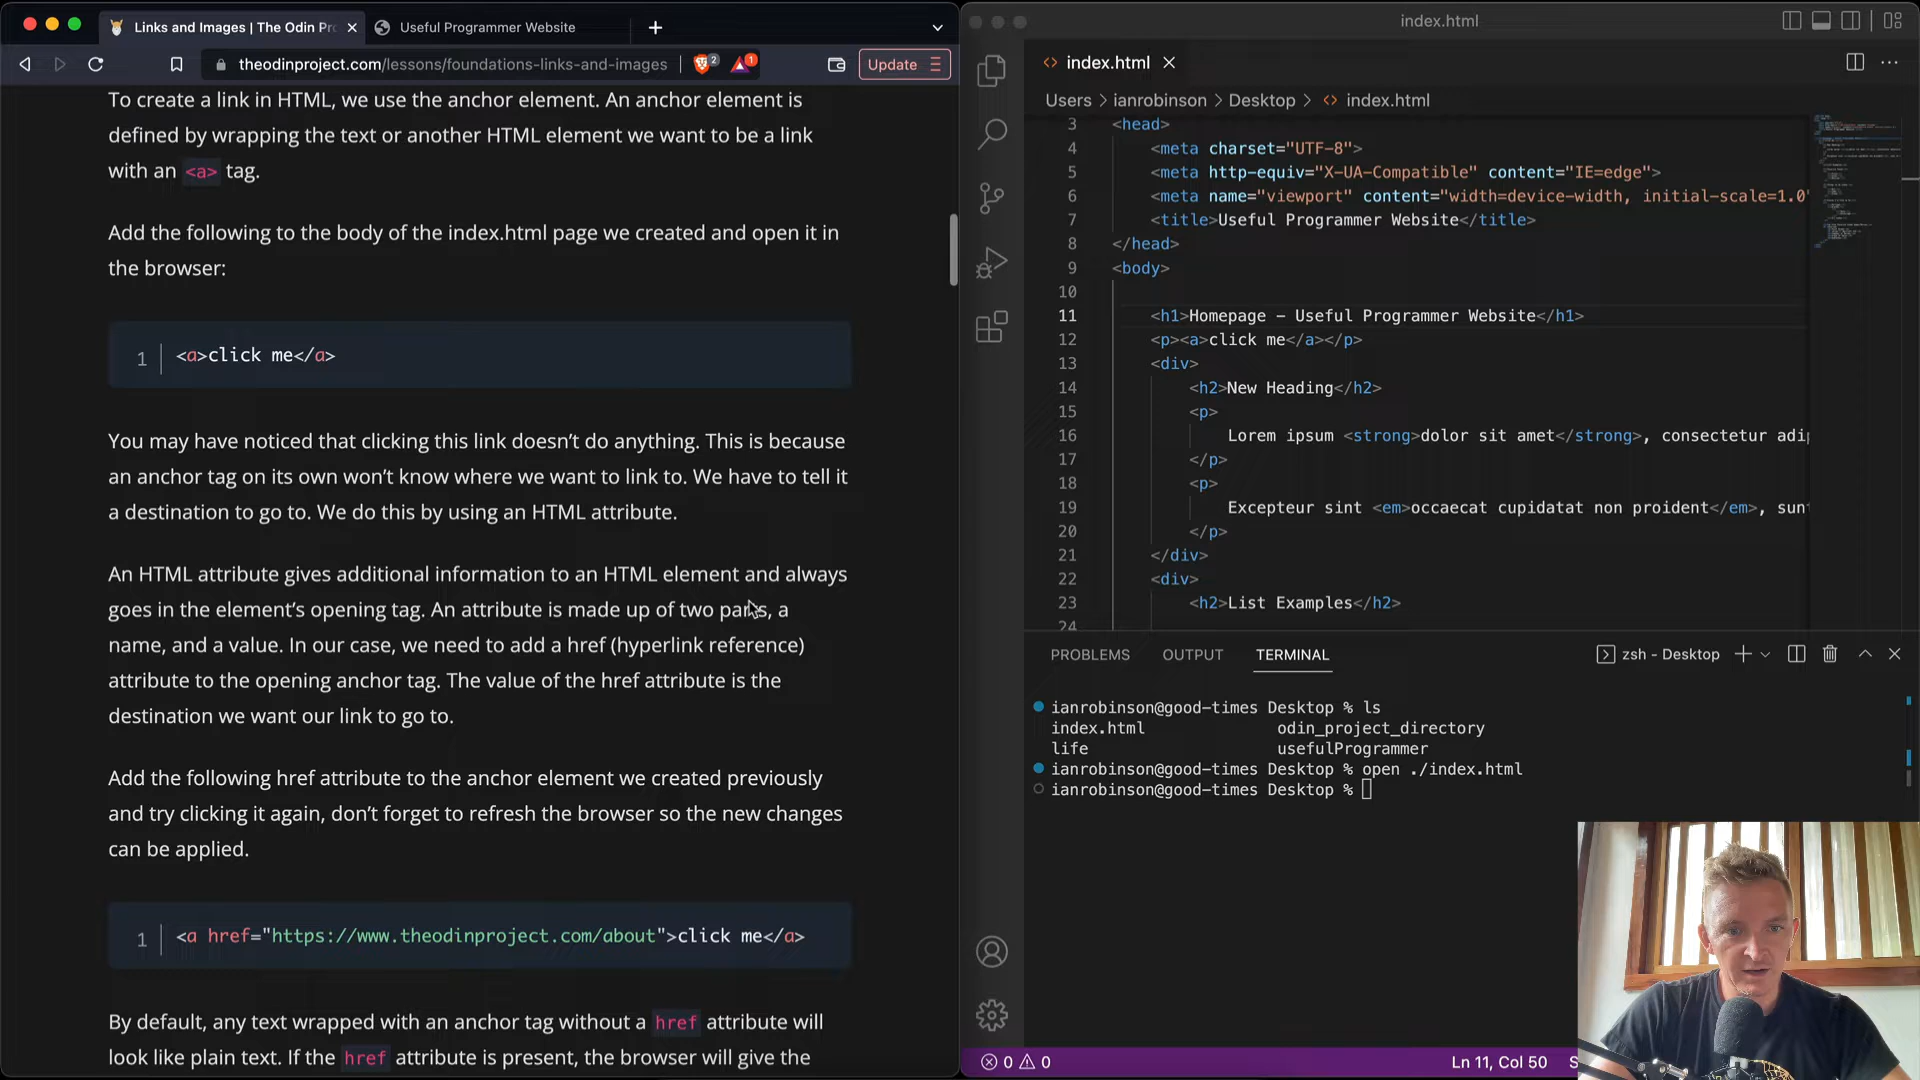 Links and Images | The Odin Pr
Useful Programmer Website
theodinproject.com/lessons/foundations-links-and-images
2
1
Update
To create a link in HTML, we use the anchor element. An anchor element is
defined by wrapping the text or another HTML element we want to be a link
with an <a> tag.
Add the following to the body of the index.html page we created and open it in
the browser:
1 <a>click me</a>
You may have noticed that clicking this link doesn’t do anything. This is because
an anchor tag on its own won’t know where we want to link to. We have to tell it
a destination to go to. We do this by using an HTML attribute.
An HTML attribute gives additional information to an HTML element and always
goes in the element’s opening tag. An attribute is made up of two parts, a
name, and a value. In our case, we need to add a href (hyperlink reference)
attribute to the opening anchor tag. The value of the href attribute is the
destination we want our link to go to.
Add the following href attribute to the anchor element we created previously
and try clicking it again, don’t forget to refresh the browser so the new changes
can be applied.
1 <a href="https://www.theodinproject.com/about">click me</a>
By default, any text wrapped with an anchor tag without a href attribute will
look like plain text. If the href attribute is present, the browser will give the
index.html
index.html
Users > ianrobinson > Desktop > index.html
3 <head>
4 <meta charset="UTF-8">
5 <meta http-equiv="X-UA-Compatible" content="IE=edge">
6 <meta name="viewport" content="width=device-width, initial-scale=1.0"
7 <title>Useful Programmer Website</title>
8 </head>
9 <body>
10
11 <h1>Homepage – Useful Programmer Website</h1>
12 <p><a>click me</a></p>
13 <div>
14 <h2>New Heading</h2>
15 <p>
16 Lorem ipsum <strong>dolor sit amet</strong>, consectetur adip
17 </p>
18 <p>
19 Excepteur sint <em>occaecat cupidatat non proident</em>, sunt
20 </p>
21 </div>
22 <div>
23 <h2>List Examples</h2>
24
PROBLEMS OUTPUT TERMINAL
zsh - Desktop
ianrobinson@good-times Desktop % ls
index.html odin_project_directory
life usefulProgrammer
ianrobinson@good-times Desktop % open ./index.html
ianrobinson@good-times Desktop %
0 0
Ln 11, Col 50 S